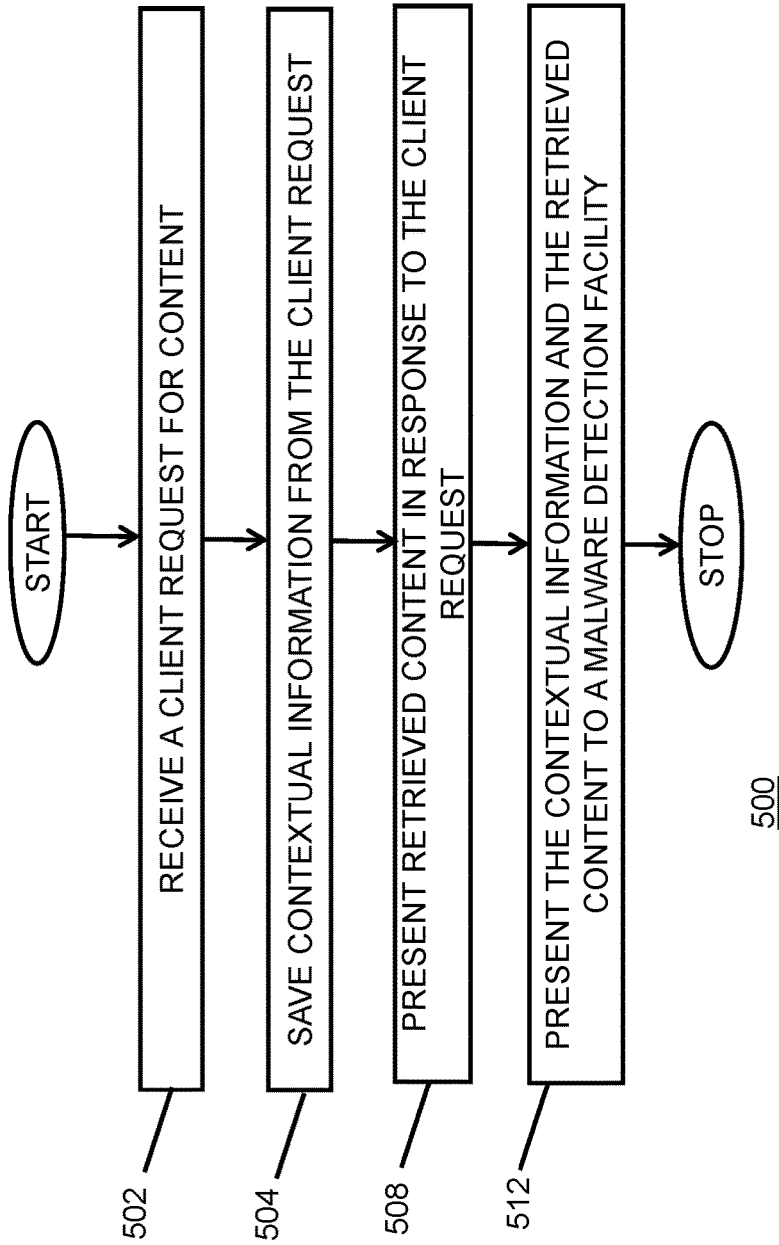 START
502
RECEIVE A CLIENT REQUEST FOR CONTENT
504
SAVE CONTEXTUAL INFORMATION FROM THE CLIENT REQUEST
508
PRESENT RETRIEVED CONTENT IN RESPONSE TO THE CLIENT
REQUEST
512
PRESENT THE CONTEXTUAL INFORMATION AND THE RETRIEVED
CONTENT TO A MALWARE DETECTION FACILITY
STOP
500